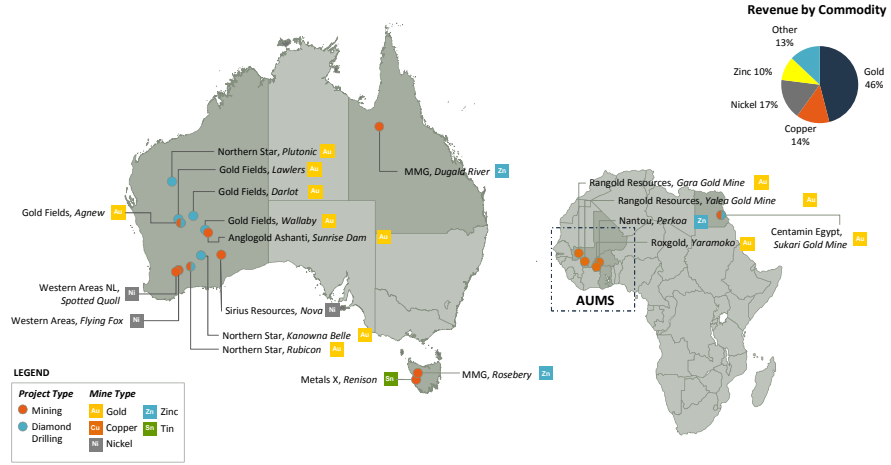 Revenue by Commodity
Other
13%
Zinc 10%
Gold
46%
Nickel 17%
Copper
14%
Northern Star, Plutonic Au
Gold Fields, Lawlers Au
Gold Fields, Darlot Au
Gold Fields, Agnew Au
Gold Fields, Wallaby Au
Anglogold Ashanti, Sunrise Dam Au
MMG, Dugald River Zn
Western Areas NL,
Spotted Quoll Ni
Western Areas, Flying Fox Ni
Sirius Resources, Nova Ni
Northern Star, Kanowna Belle Au
Northern Star, Rubicon Au
Metals X, Renison Sn
MMG, Rosebery Zn
Rangold Resources, Gara Gold Mine Au
Rangold Resources, Yalea Gold Mine Au
Nantou, Perkoa Zn
Roxgold, Yaramoko Au
Centamin Egypt,
Sukari Gold Mine Au
AUMS
LEGEND
Project Type
Mining
Diamond
Drilling
Mine Type
Au Gold
Cu Copper
Ni Nickel
Zn Zinc
Sn Tin